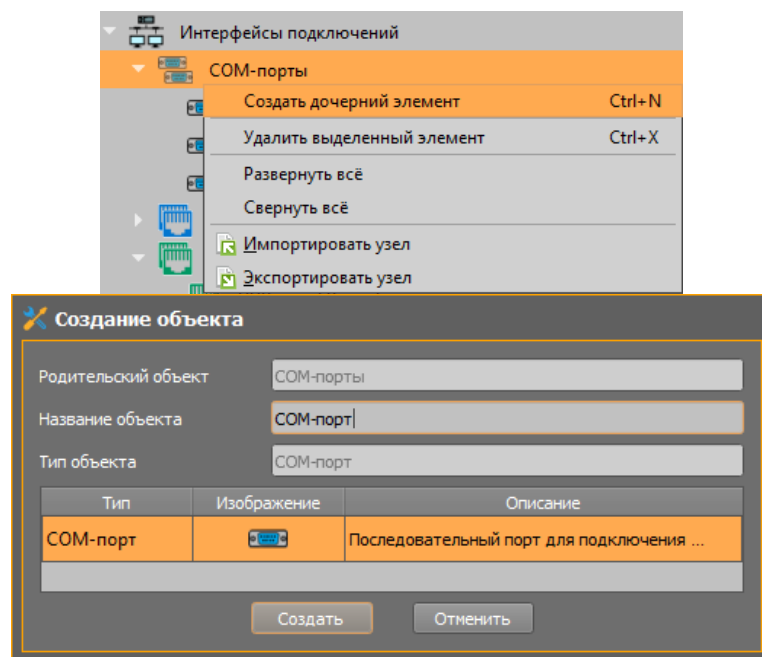 Интерфейсы подключений
COM-порты
Создать дочерний элемент Ctrl+N
Удалить выделенный элемент Ctrl+X
Развернуть всё
Свернуть всё
Импортировать узел
Экспортировать узел
Создание объекта
Родительский объект COM-порты
Название объекта COM-порт
Тип объекта COM-порт
Тип Изображение Описание
COM-порт Последовательный порт для подключения ...
Создать Отменить